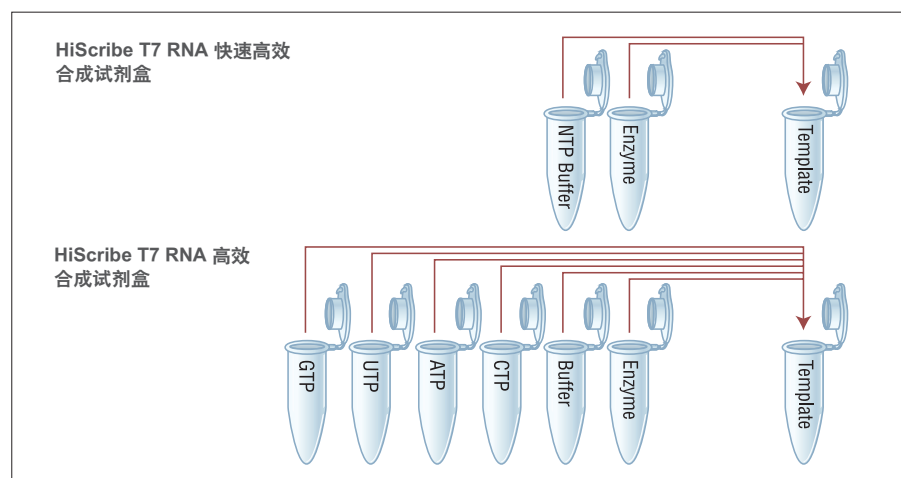 HiScribe T7 RNA 快速高效
合成试剂盒
NTP Buffer
Enzyme
Template
HiScribe T7 RNA 高效
合成试剂盒
GTP
UTP
ATP
CTP
Buffer
Enzyme
Template